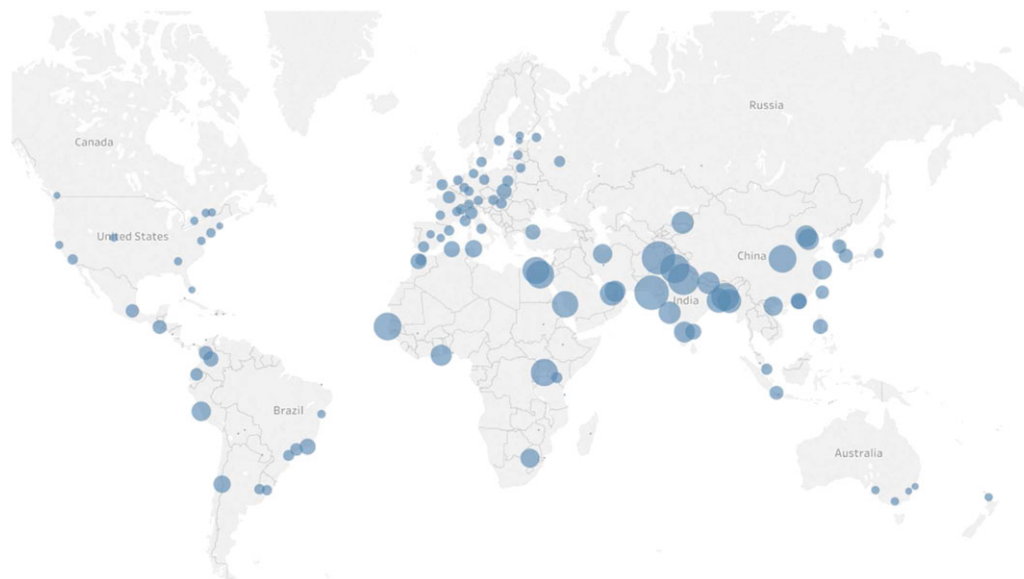 Russia
Canada
United States
China
India
Brazil
Australia